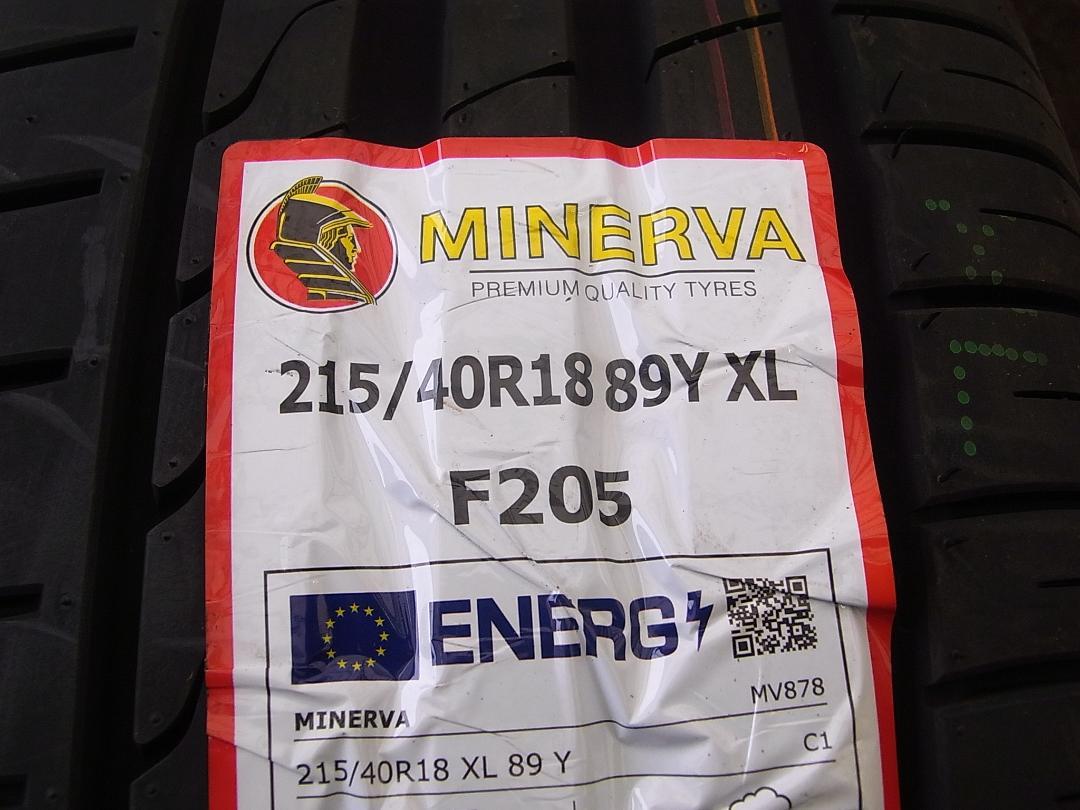 MINERVA
PREMIUM QUALITY TYRES
215/40R18 89Y XL
F205
ENERG
MV878
MINERVA
C1
215/40R18 XL 89 Y